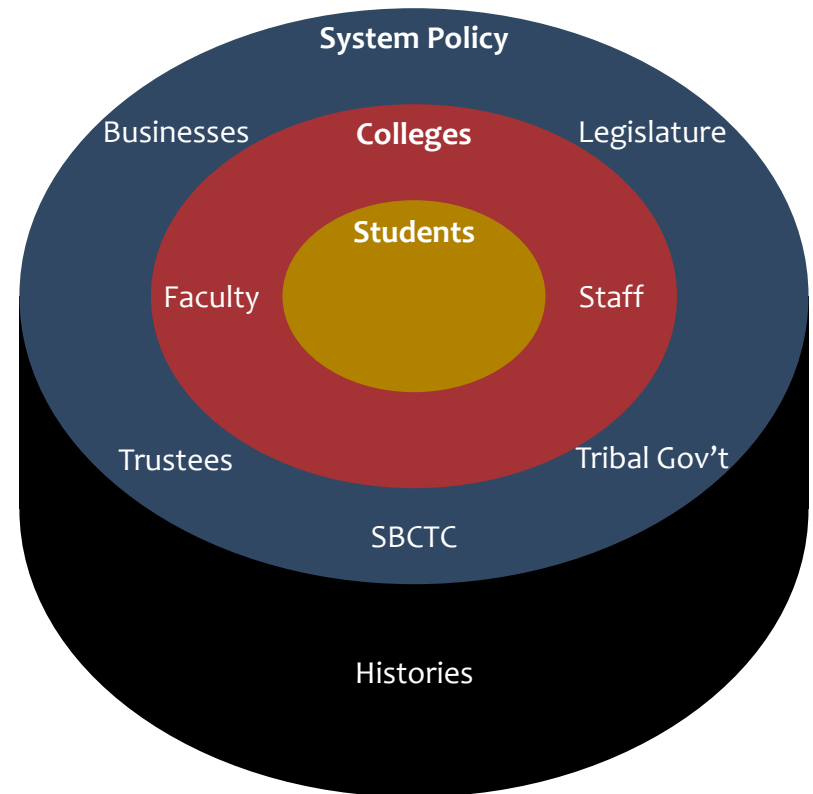 System Policy
Businesses
Colleges
Legislature
Students
Faculty
Staff
Trustees
Tribal Gov’t
SBCTC
Histories